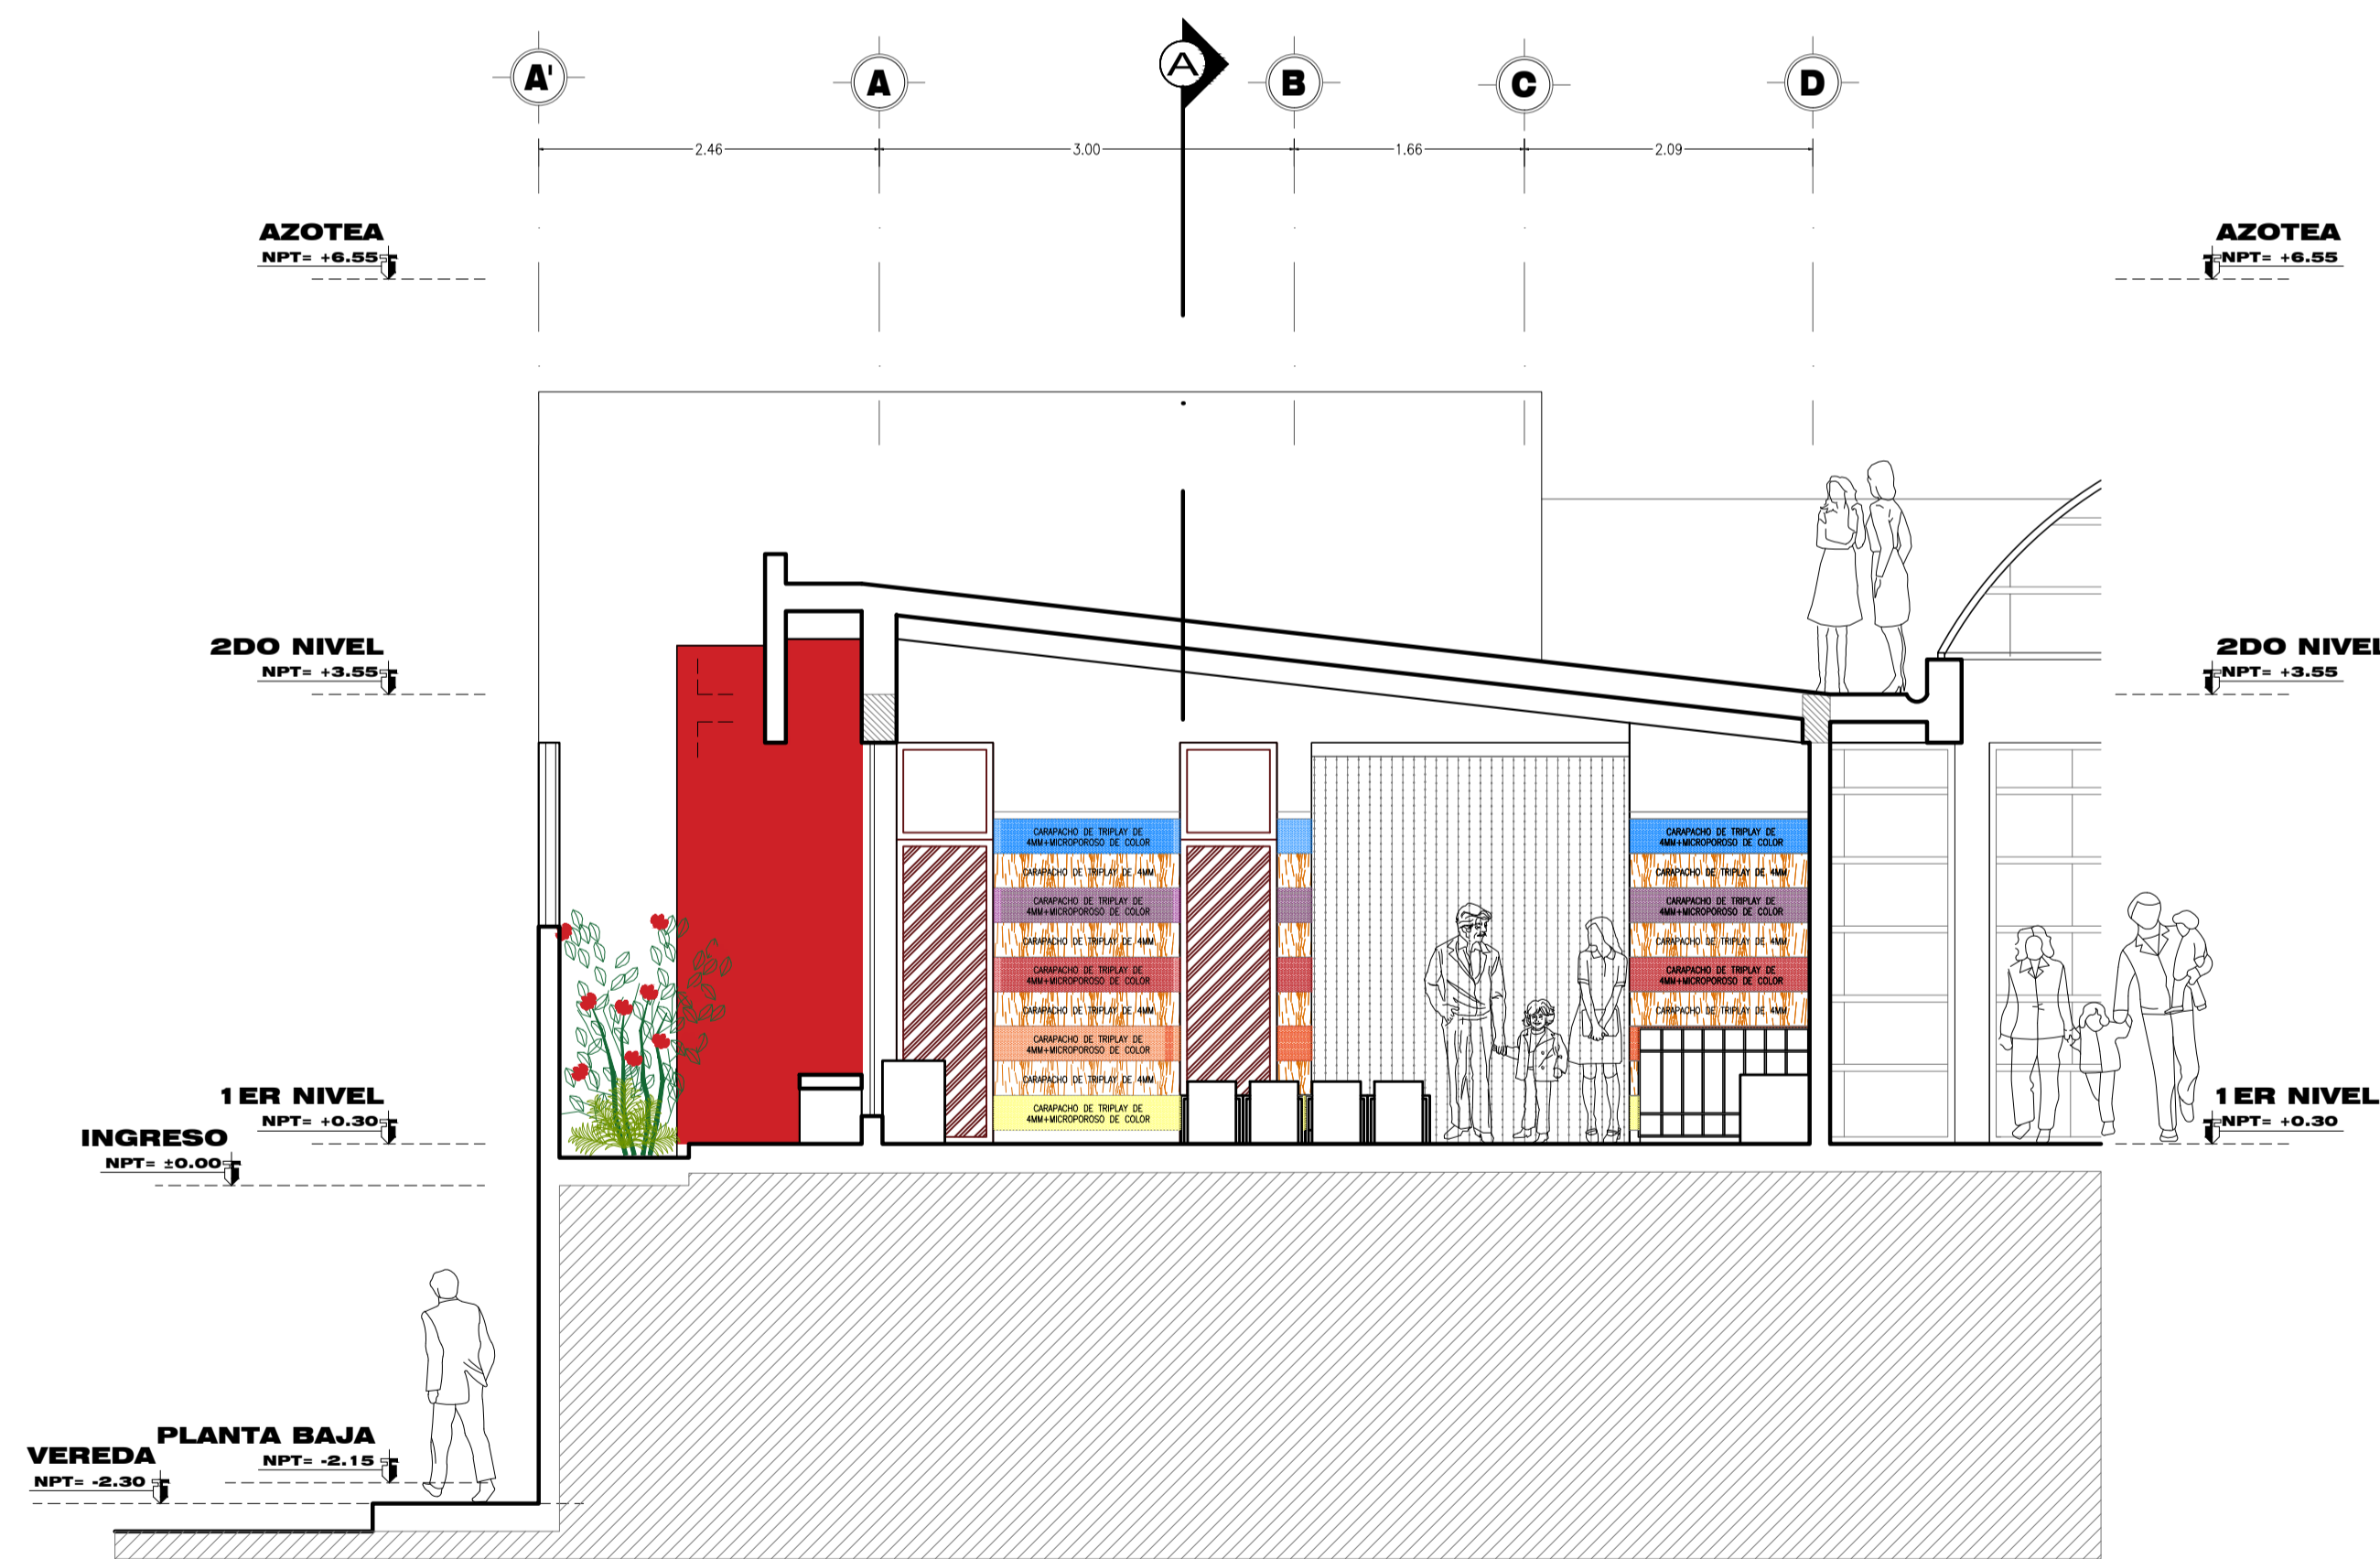 A' A A B C D
2.46 3.00 1.66 2.09
AZOTEA
NPT= +6.55
AZOTEA
NPT= +6.55
2DO NIVEL
NPT= +3.55
2DO NIVEL
NPT= +3.55
CARAPACHO DE TRIPLAY DE
4MM+MICROPOROSO DE COLOR
CARAPACHO DE TRIPLAY DE 4MM
CARAPACHO DE TRIPLAY DE
4MM+MICROPOROSO DE COLOR
CARAPACHO DE TRIPLAY DE 4MM
CARAPACHO DE TRIPLAY DE
4MM+MICROPOROSO DE COLOR
CARAPACHO DE TRIPLAY DE 4MM
CARAPACHO DE TRIPLAY DE
4MM+MICROPOROSO DE COLOR
CARAPACHO DE TRIPLAY DE 4MM
CARAPACHO DE TRIPLAY DE
4MM+MICROPOROSO DE COLOR
CARAPACHO DE TRIPLAY DE
4MM+MICROPOROSO DE COLOR
CARAPACHO DE TRIPLAY DE 4MM
CARAPACHO DE TRIPLAY DE
4MM+MICROPOROSO DE COLOR
CARAPACHO DE TRIPLAY DE 4MM
CARAPACHO DE TRIPLAY DE
4MM+MICROPOROSO DE COLOR
CARAPACHO DE TRIPLAY DE 4MM
1ER NIVEL
NPT= +0.30
1ER NIVEL
NPT= +0.30
INGRESO
NPT= ±0.00
PLANTA BAJA
NPT= -2.15
VEREDA
NPT= -2.30